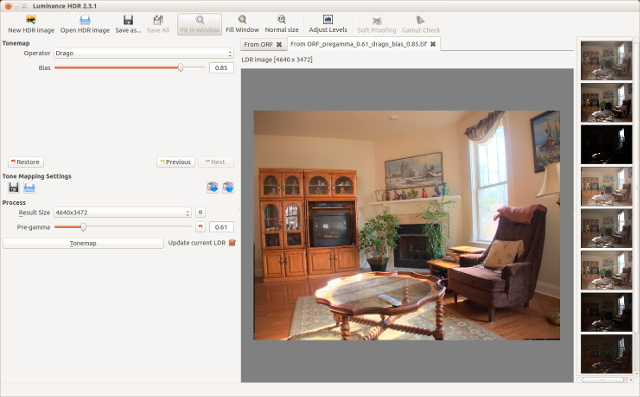 Luminance HDR 2.3.1
New HDR image Open HDR image Save as... Save All Fit in Window Fill Window Normal size Adjust Levels Soft Proofing Gamut Check
Tonemap
Operator Drago
Bias 0.85
Restore Previous Next
Tone Mapping Settings
Process
Result Size 4640x3472
Pre-gamma 0.61
Tonemap Update current LDR
From ORF From ORF_pregamma_0.61_drago_bias_0.85.tif
LDR image [4640 x 3472]